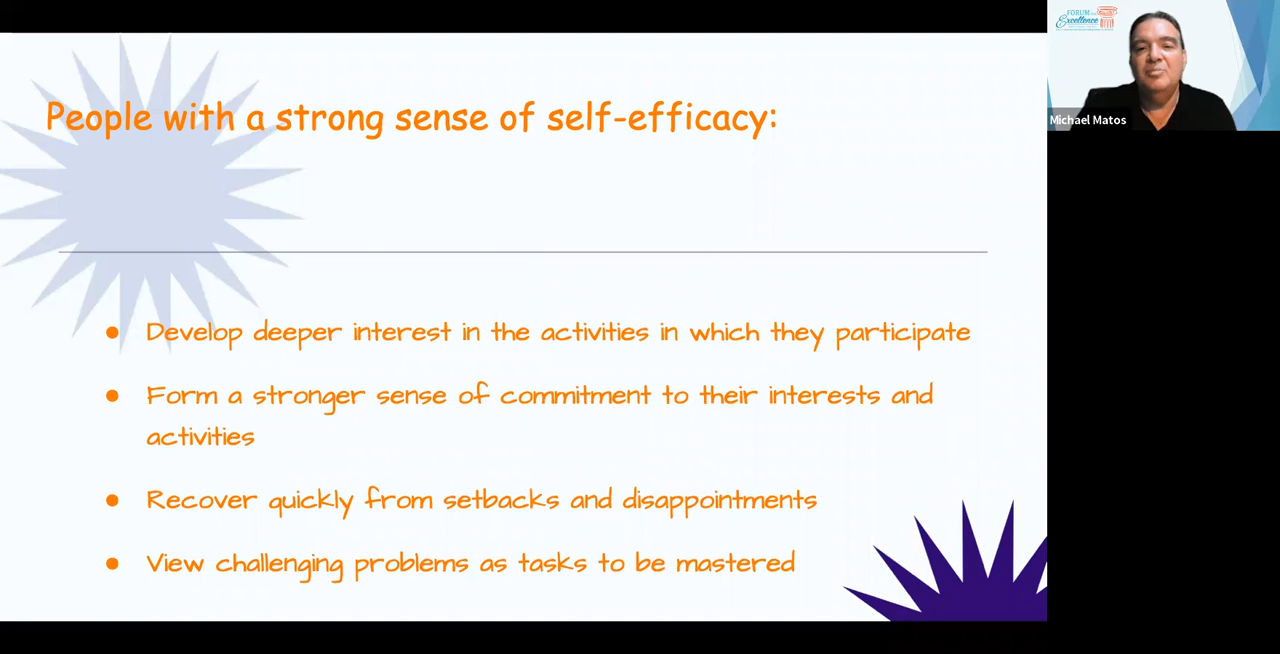 People with a strong sense of self-efficacy:
Develop deeper interest in the activities in which they participate
Form a stronger sense of commitment to their interests and
activities
Recover quickly from setbacks and disappointments
View challenging problems as tasks to be mastered
FORUM
Excellence
Michael Matos